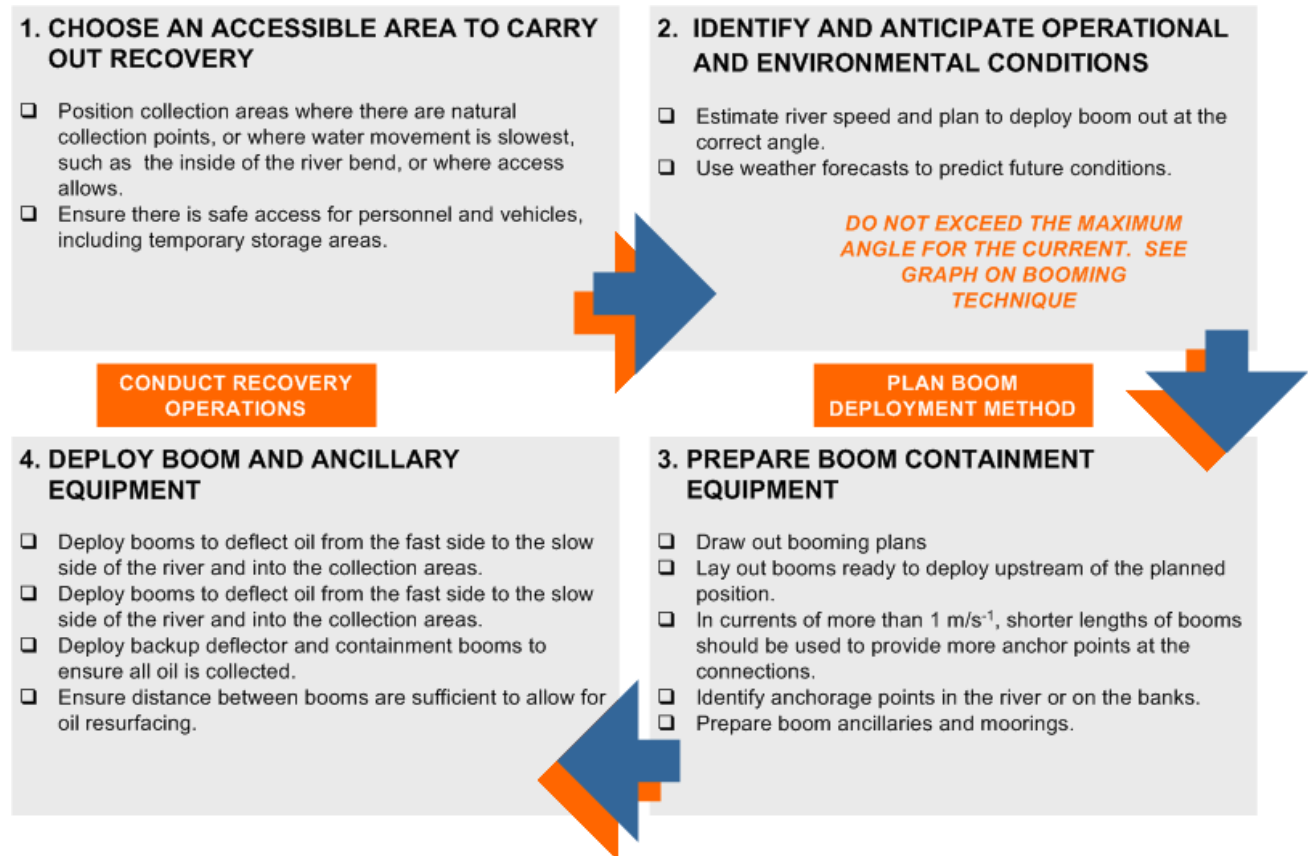 1. CHOOSE AN ACCESSIBLE AREA TO CARRY
OUT RECOVERY
❑ Position collection areas where there are natural
collection points, or where water movement is slowest,
such as the inside of the river bend, or where access
allows.
❑ Ensure there is safe access for personnel and vehicles,
including temporary storage areas.
2. IDENTIFY AND ANTICIPATE OPERATIONAL
AND ENVIRONMENTAL CONDITIONS
❑ Estimate river speed and plan to deploy boom out at the
correct angle.
❑ Use weather forecasts to predict future conditions.
DO NOT EXCEED THE MAXIMUM
ANGLE FOR THE CURRENT. SEE
GRAPH ON BOOMING
TECHNIQUE
CONDUCT RECOVERY
OPERATIONS
PLAN BOOM
DEPLOYMENT METHOD
4. DEPLOY BOOM AND ANCILLARY
EQUIPMENT
❑ Deploy booms to deflect oil from the fast side to the slow
side of the river and into the collection areas.
❑ Deploy booms to deflect oil from the fast side to the slow
side of the river and into the collection areas.
❑ Deploy backup deflector and containment booms to
ensure all oil is collected.
❑ Ensure distance between booms are sufficient to allow for
oil resurfacing.
3. PREPARE BOOM CONTAINMENT
EQUIPMENT
❑ Draw out booming plans
❑ Lay out booms ready to deploy upstream of the planned
position.
❑ In currents of more than 1 m/s⁻¹, shorter lengths of booms
should be used to provide more anchor points at the
connections.
❑ Identify anchorage points in the river or on the banks.
❑ Prepare boom ancillaries and moorings.